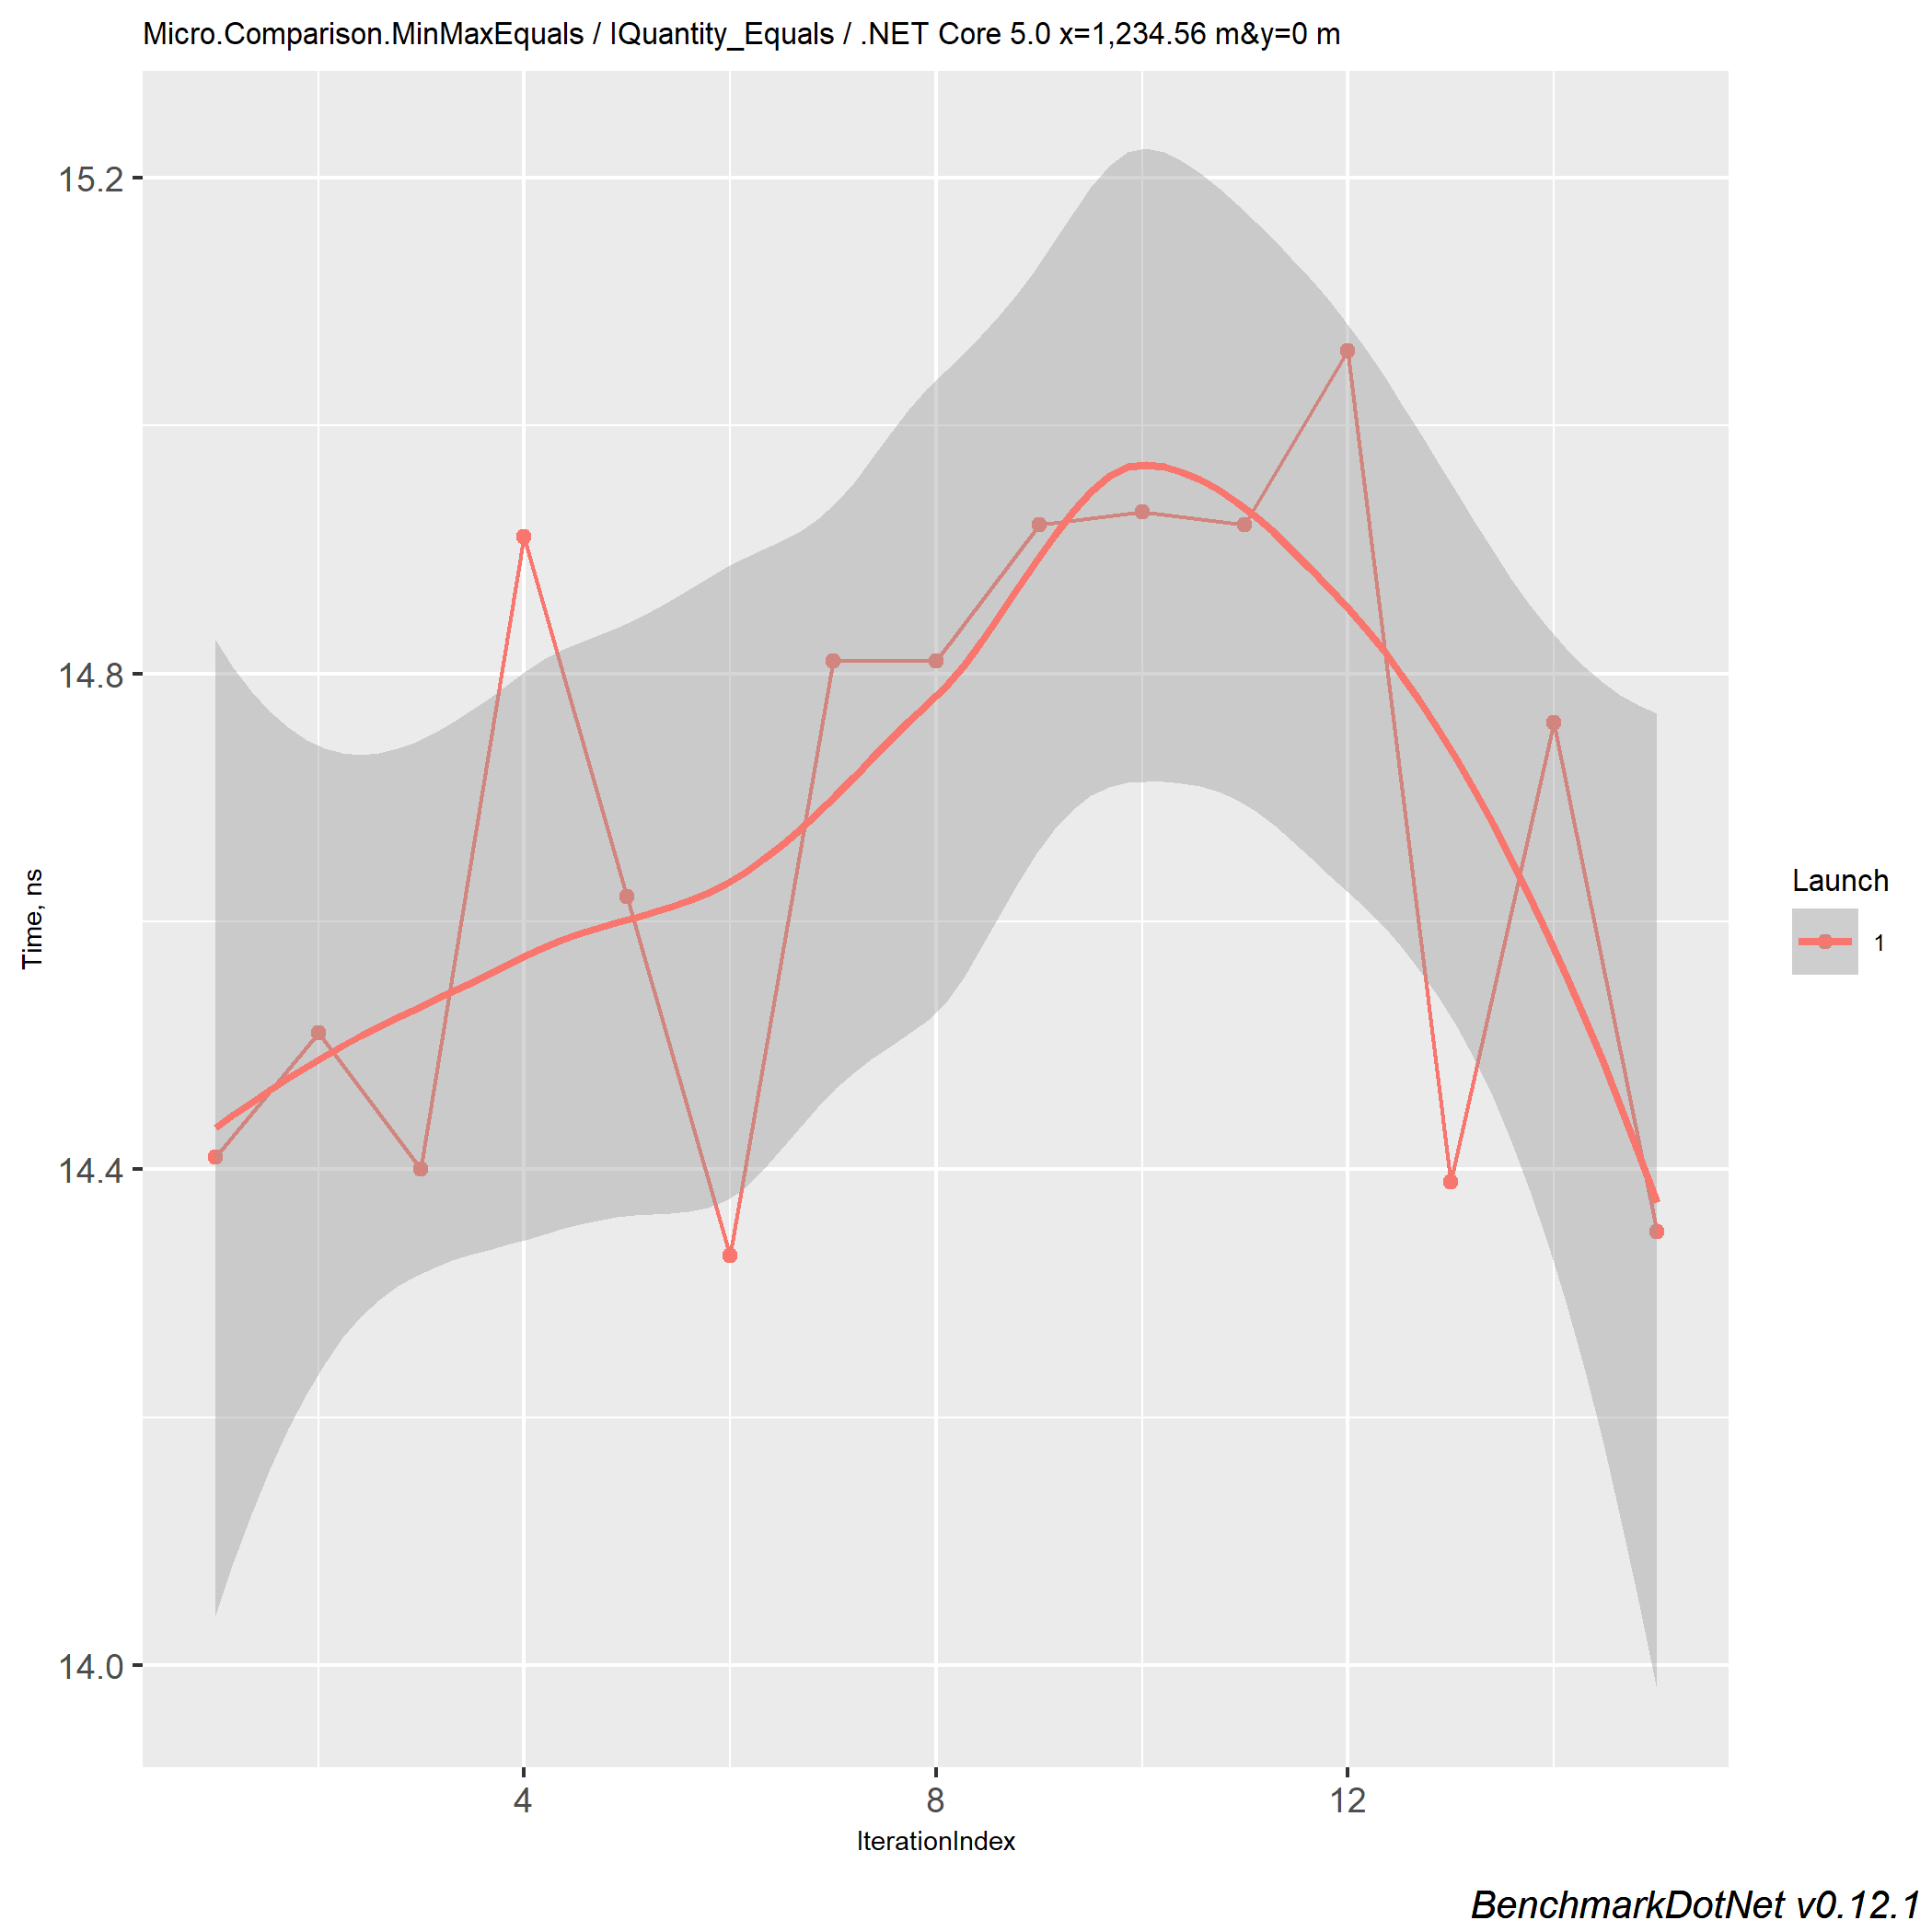 Micro.Comparison.MinMaxEquals / IQuantity_Equals / .NET Core 5.0 x=1,234.56 m&y=0 m
15.2
14.8
14.4
14.0
Time, ns
4
8
12
IterationIndex
Launch
1
BenchmarkDotNet v0.12.1